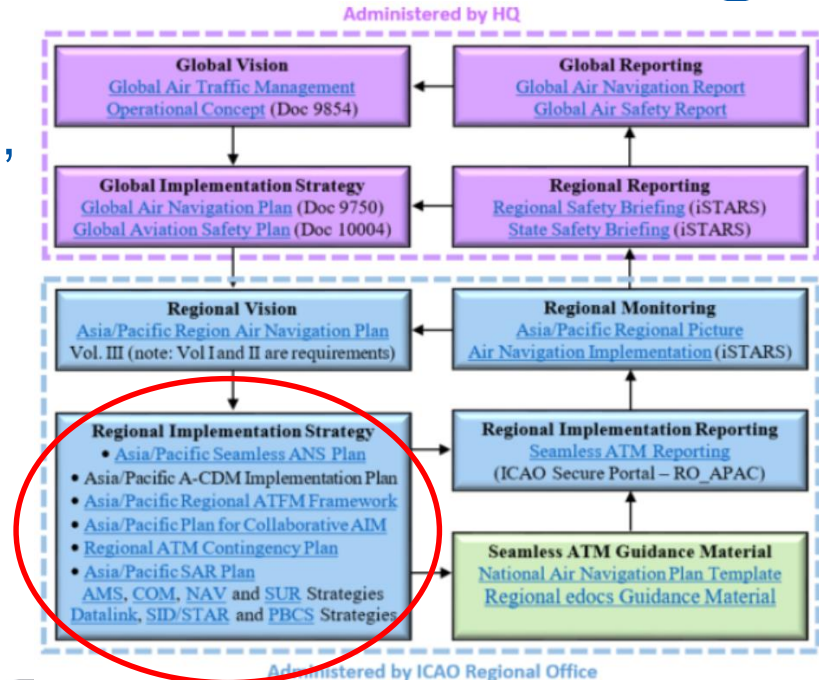 Administered by HQ
Global Vision
Global Air Traffic Management
Operational Concept (Doc 9854)
Global Reporting
Global Air Navigation Report
Global Air Safety Report
,
Global Implementation Strategy
Global Air Navigation Plan (Doc 9750)
Global Aviation Safety Plan (Doc 10004)
Regional Reporting
Regional Safety Briefing (iSTARS)
State Safety Briefing (iSTARS)
Regional Vision
Asia/Pacific Region Air Navigation Plan
Vol. III (note: Vol I and II are requirements)
Regional Monitoring
Asia/Pacific Regional Picture
Air Navigation Implementation (iSTARS)
Regional Implementation Strategy
• Asia/Pacific Seamless ANS Plan
• Asia/Pacific A-CDM Implementation Plan
• Asia/Pacific Regional ATFM Framework
• Asia/Pacific Plan for Collaborative AIM
• Regional ATM Contingency Plan
• Asia/Pacific SAR Plan
AMS, COM, NAV and SUR Strategies
Datalink, SID/STAR and PBCS Strategies
Regional Implementation Reporting
Seamless ATM Reporting
(ICAO Secure Portal – RO_APAC)
Seamless ATM Guidance Material
National Air Navigation Plan Template
Regional edocs Guidance Material
Administered by ICAO Regional Office